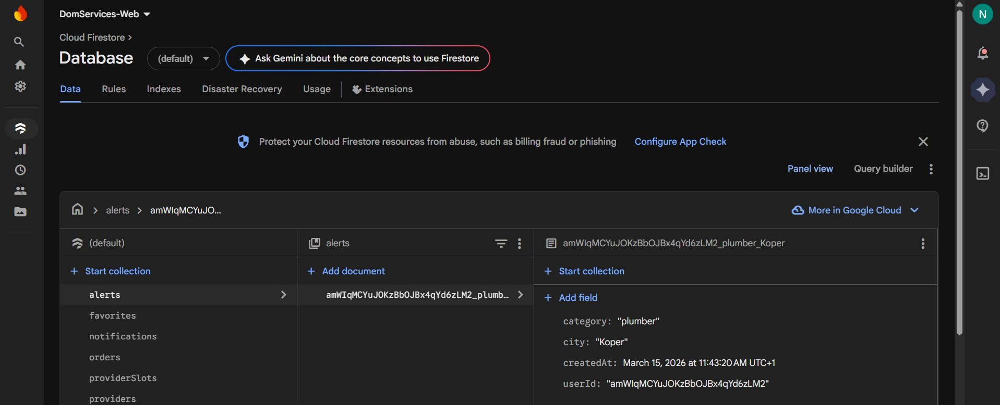 DomServices-Web
N
Cloud Firestore
Database
(default)
Ask Gemini about the core concepts to use Firestore
Data
Rules
Indexes
Disaster Recovery
Usage
Extensions
Protect your Cloud Firestore resources from abuse, such as billing fraud or phishing
Configure App Check
Panel view
Query builder
alerts
amWIqMCYuJO...
More in Google Cloud
(default)
Start collection
alerts
favorites
notifications
orders
providerSlots
providers
alerts
Add document
amWIqMCYuJOKzBbOJBx4qYd6zLM2_plumb...
amWIqMCYuJOKzBbOJBx4qYd6zLM2_plumber_Koper
Start collection
Add field
category: "plumber"
city: "Koper"
createdAt: March 15, 2026 at 11:43:20 AM UTC+1
userId: "amWIqMCYuJOKzBbOJBx4qYd6zLM2"